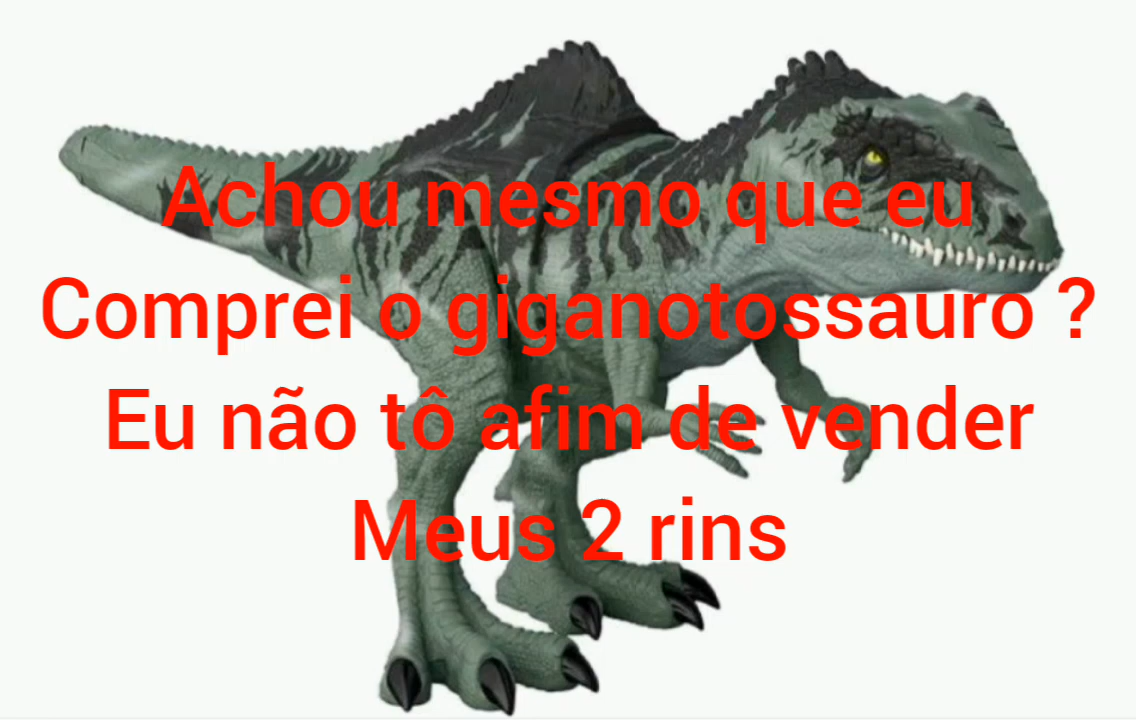 Achou mesmo que eu
Comprei o giganotossauro ?
Eu não tô afim de vender
Meus 2 rins